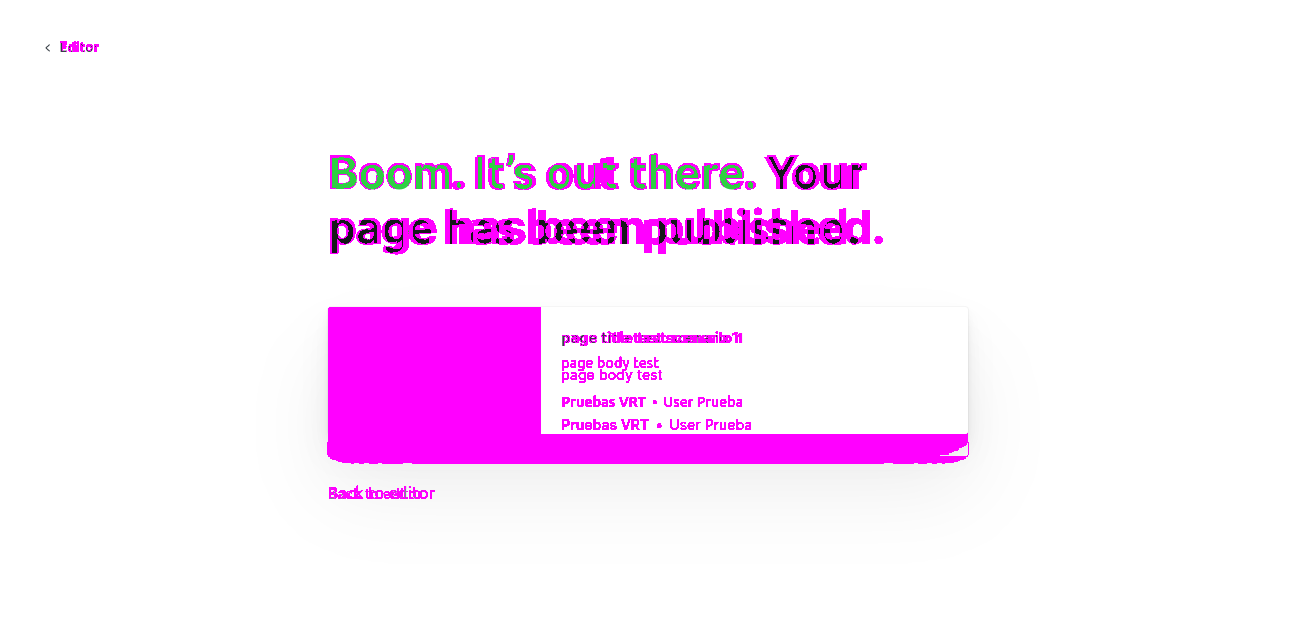 ‹ Editor
Boom. It's out there. Your
page has been published.
page title test scenario 1
page body test
page body test
Pruebas VRT • User Prueba
Pruebas VRT • User Prueba
Back to editor